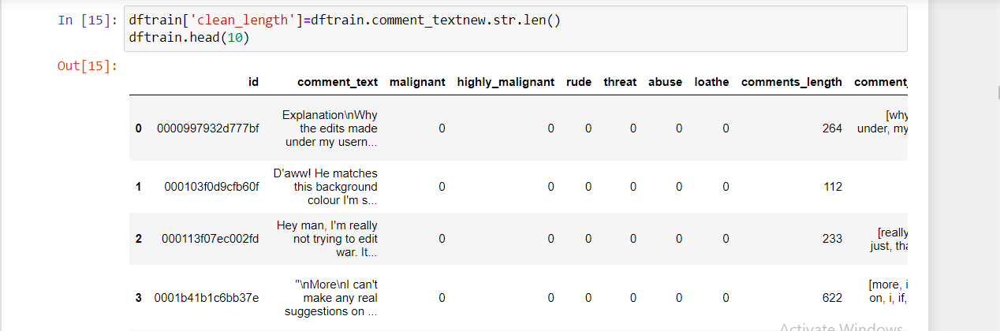 In [15]: dftrain['clean_length']=dftrain.comment_textnew.str.len()
dftrain.head(10)
Out[15]:
id comment_text malignant highly_malignant rude threat abuse loathe comments_length comment_
Explanation\nWhy [why
0 0000997932d777bf the edits made 0 0 0 0 0 0 264 under, my
under my usern...
D'aww! He matches
1 000103f0d9cfb60f this background 0 0 0 0 0 0 112
colour I'm s...
Hey man, I'm really
2 000113f07ec002fd not trying to edit 0 0 0 0 0 0 233 [really
war. It... just, tha
"\nMore\nI can't [more, i
3 0001b41b1c6bb37e make any real 0 0 0 0 0 0 622 on, i, if,
suggestions on ...
Activate Windows